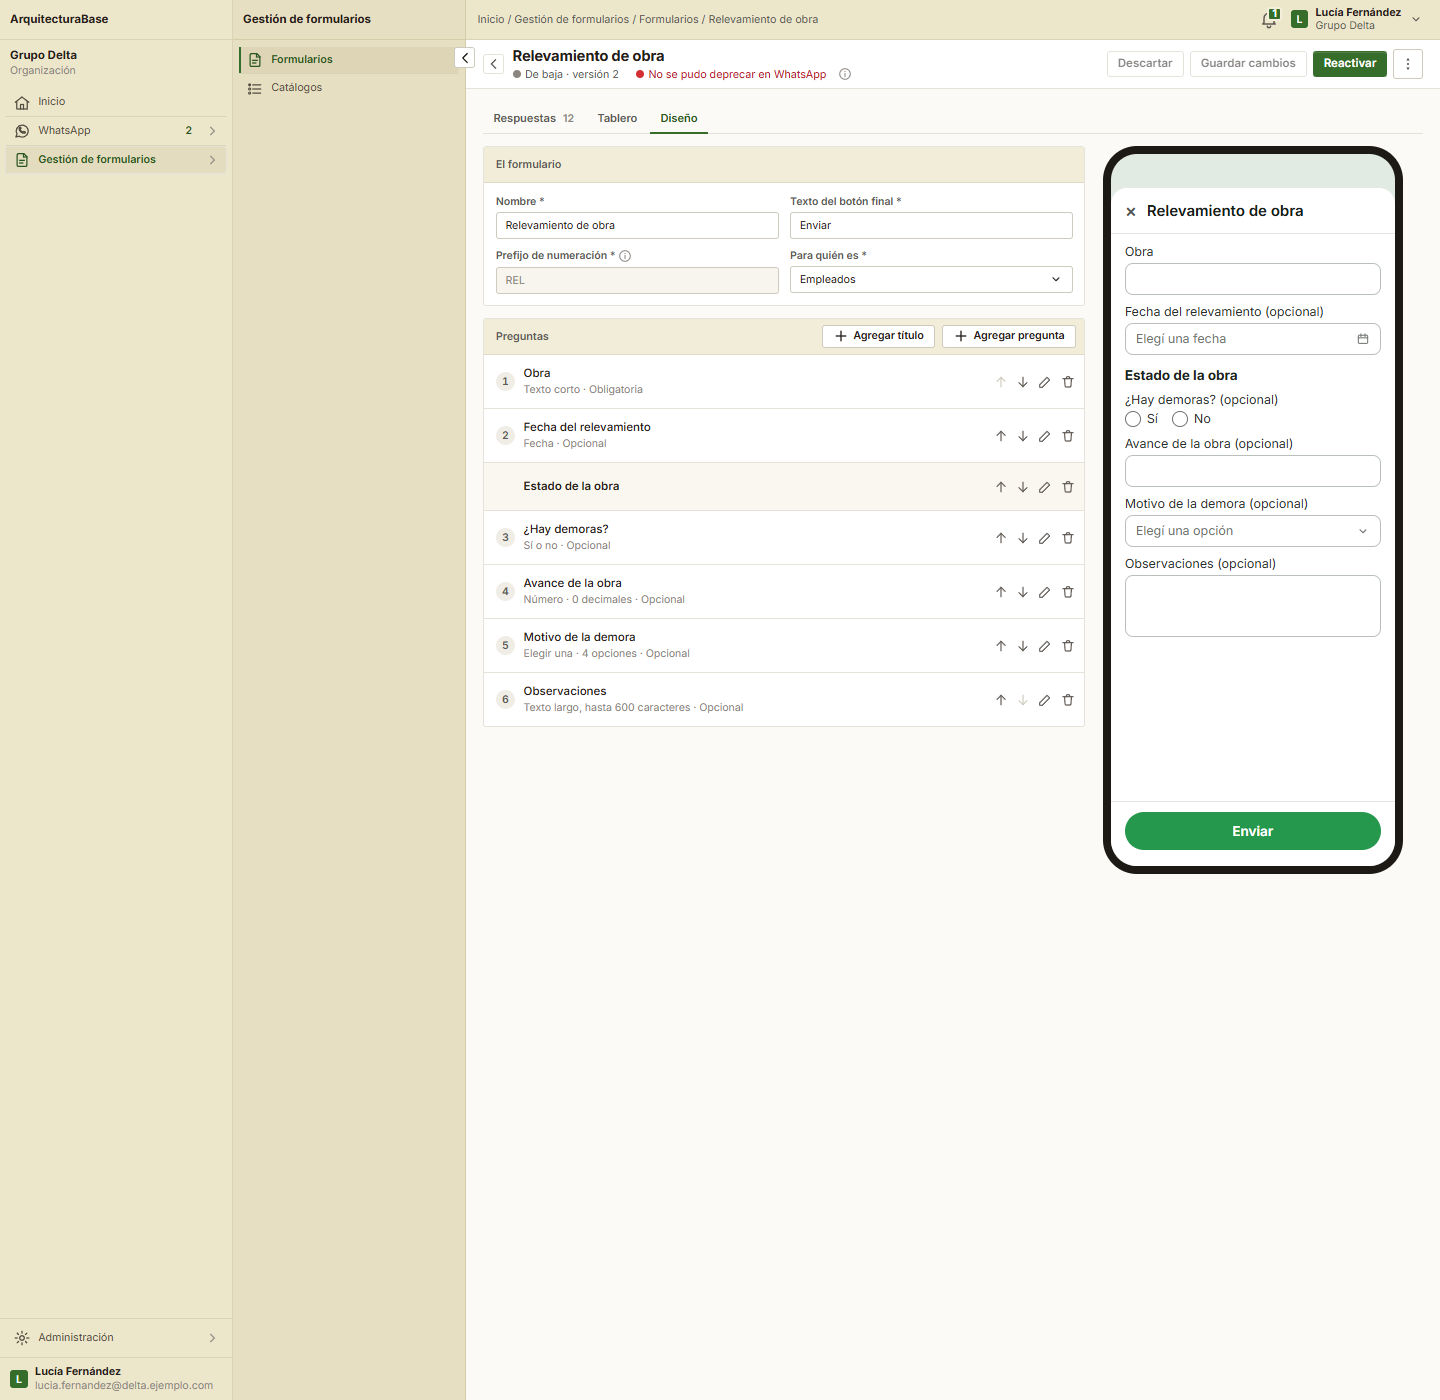 ArquitecturaBase
Grupo Delta
Organización
Inicio
WhatsApp 2
Gestión de formularios
Administración
L Lucía Fernández
lucia.fernandez@delta.ejemplo.com
Gestión de formularios
Formularios
Catálogos
Inicio / Gestión de formularios / Formularios / Relevamiento de obra
1
L Lucía Fernández
Grupo Delta
Relevamiento de obra
De baja · versión 2 No se pudo deprecar en WhatsApp
Descartar Guardar cambios Reactivar
Respuestas 12 Tablero Diseño
El formulario
Nombre * Texto del botón final *
Relevamiento de obra Enviar
Prefijo de numeración * Para quién es *
REL Empleados
Preguntas Agregar título Agregar pregunta
1 Obra
Texto corto · Obligatoria
2 Fecha del relevamiento
Fecha · Opcional
Estado de la obra
3 ¿Hay demoras?
Sí o no · Opcional
4 Avance de la obra
Número · 0 decimales · Opcional
5 Motivo de la demora
Elegir una · 4 opciones · Opcional
6 Observaciones
Texto largo, hasta 600 caracteres · Opcional
Relevamiento de obra
Obra
Fecha del relevamiento (opcional)
Elegí una fecha
Estado de la obra
¿Hay demoras? (opcional)
Sí No
Avance de la obra (opcional)
Motivo de la demora (opcional)
Elegí una opción
Observaciones (opcional)
Enviar